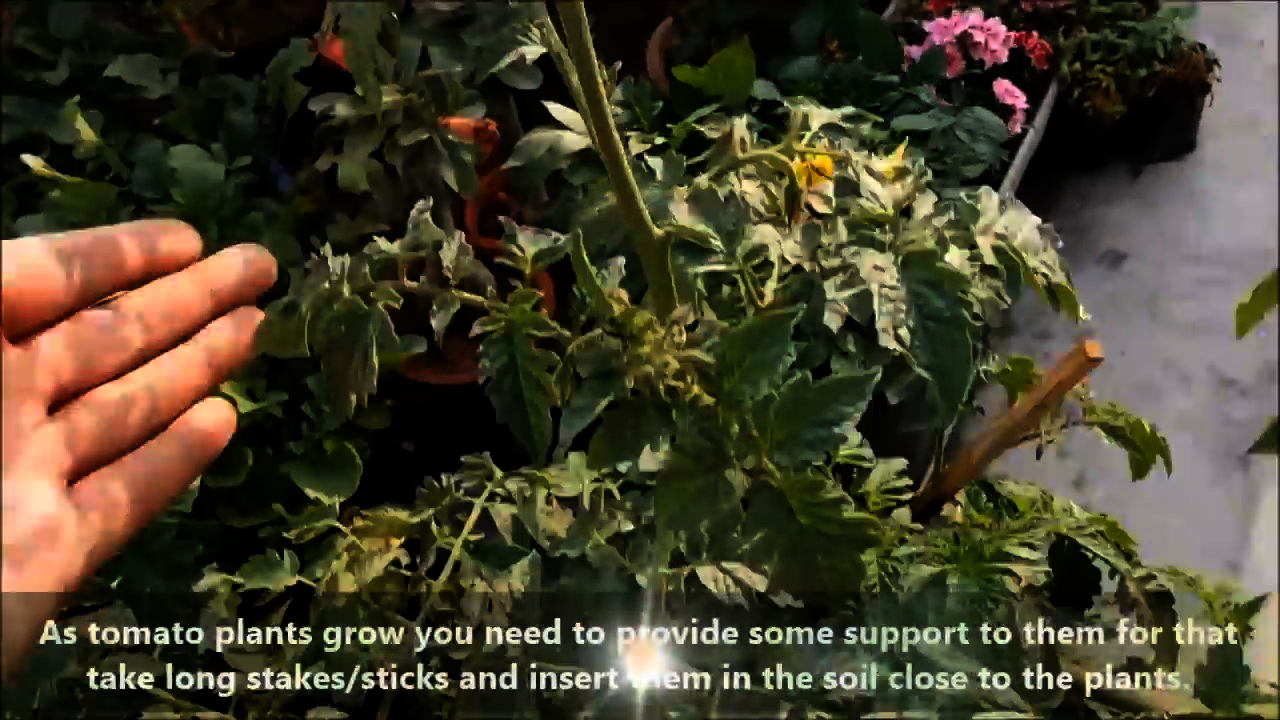 As tomato plants grow you need to provide some support to them for that
take long stakes/sticks and insert them in the soil close to the plants.